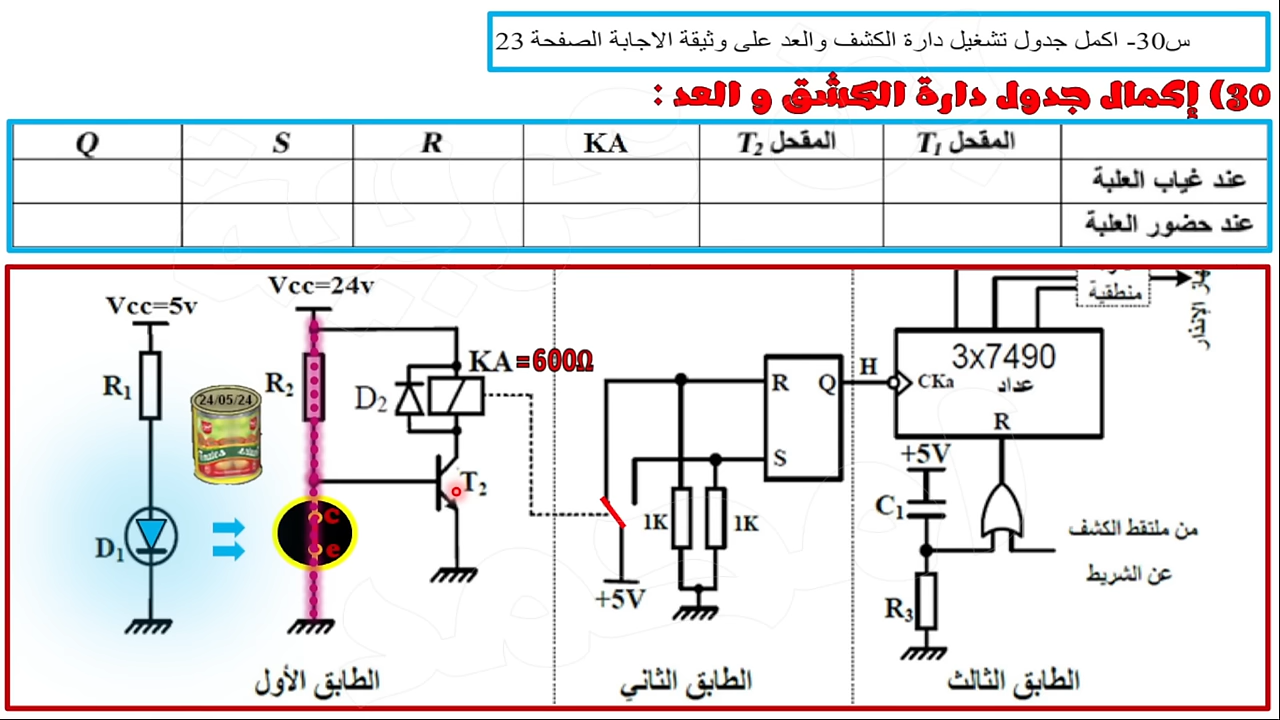 س30- اكمل جدول تشغيل دارة الكشف والعد على وثيقة الاجابة الصفحة 23
30) إكمال جدول دارة الكشق و العد :
المقحل T1 المقحل T2 KA R S Q
عند غياب العلبة
عند حضور العلبة
Vcc=5v
R1
D1
24/05/24
Vcc=24v
R2
D2
KA =600Ω
T2
c
e
الطابق الأول
R Q
S
1K
1K
+5V
الطابق الثاني
منطقية
الإنذار
H
CKa
3x7490
عداد
R
+5V
C1
R3
من ملتقط الكشف
عن الشريط
الطابق الثالث